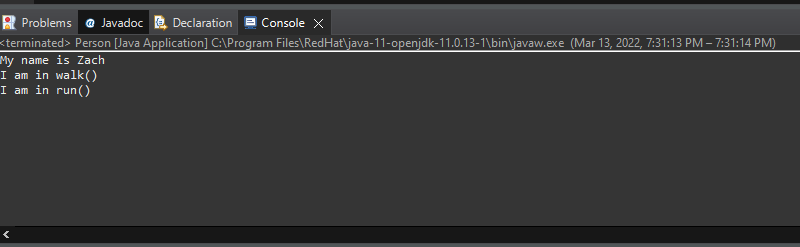 Problems @ Javadoc Declaration Console
<terminated> Person [Java Application] C:\Program Files\RedHat\java-11-openjdk-11.0.13-1\bin\javaw.exe (Mar 13, 2022, 7:31:13 PM – 7:31:14 PM)
My name is Zach
I am in walk()
I am in run()